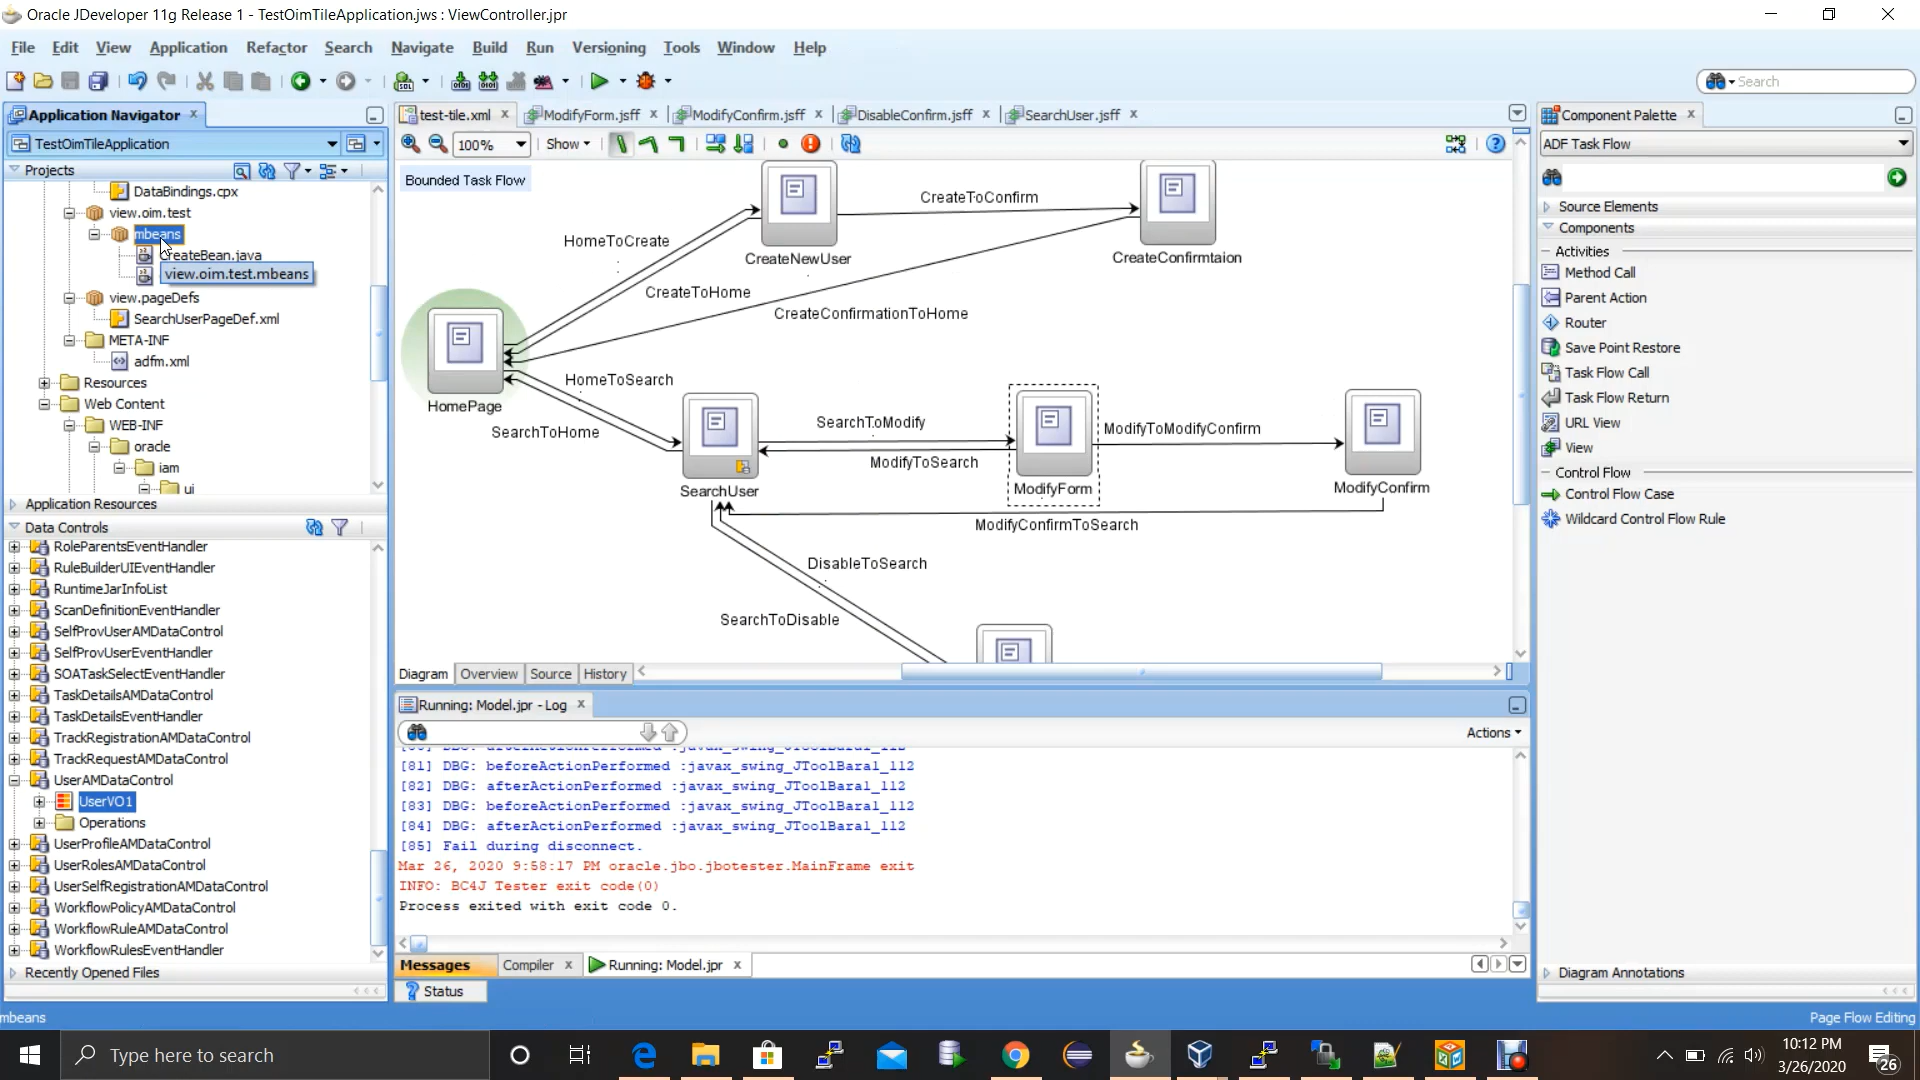 Oracle JDeveloper 11g Release 1 - TestOimTileApplication.jws : ViewController.jpr
File Edit View Application Refactor Search Navigate Build Run Versioning Tools Window Help
Search
Application Navigator
TestOimTileApplication
Projects
DataBindings.cpx
view.oim.test
mbeans
CreateBean.java
view.oim.test.mbeans
view.pageDefs
SearchUserPageDef.xml
META-INF
adfm.xml
Resources
Web Content
WEB-INF
oracle
iam
ui
Application Resources
Data Controls
RoleParentsEventHandler
RuleBuilderUIEventHandler
RuntimeJarInfoList
ScanDefinitionEventHandler
SelfProvUserAMDataControl
SelfProvUserEventHandler
SOATaskSelectEventHandler
TaskDetailsAMDataControl
TaskDetailsEventHandler
TrackRegistrationAMDataControl
TrackRequestAMDataControl
UserAMDataControl
UserVO1
Operations
UserProfileAMDataControl
UserRolesAMDataControl
UserSelfRegistrationAMDataControl
WorkflowPolicyAMDataControl
WorkflowRuleAMDataControl
WorkflowRulesEventHandler
Recently Opened Files
test-tile.xml ModifyForm.jsff ModifyConfirm.jsff DisableConfirm.jsff SearchUser.jsff
100% Show
Bounded Task Flow
CreateToConfirm
HomeToCreate
CreateNewUser
CreateConfirmtaion
CreateToHome
CreateConfirmationToHome
HomeToSearch
HomePage
SearchToModify
ModifyToModifyConfirm
SearchToHome
ModifyToSearch
SearchUser
ModifyForm
ModifyConfirm
ModifyConfirmToSearch
DisableToSearch
SearchToDisable
Diagram Overview Source History
Running: Model.jpr - Log
Actions
[81] DBG: beforeActionPerformed :javax_swing_JToolBara1_112
[82] DBG: afterActionPerformed :javax_swing_JToolBara1_112
[83] DBG: beforeActionPerformed :javax_swing_JToolBara1_112
[84] DBG: afterActionPerformed :javax_swing_JToolBara1_112
[85] Fail during disconnect.
Mar 26, 2020 9:58:17 PM oracle.jbo.jbotester.MainFrame exit
INFO: BC4J Tester exit code(0)
Process exited with exit code 0.
Messages Compiler Running: Model.jpr
Status
Component Palette
ADF Task Flow
Source Elements
Components
Activities
Method Call
Parent Action
Router
Save Point Restore
Task Flow Call
Task Flow Return
URL View
View
Control Flow
Control Flow Case
Wildcard Control Flow Rule
Diagram Annotations
mbeans
Page Flow Editing
Type here to search
10:12 PM
3/26/2020
26